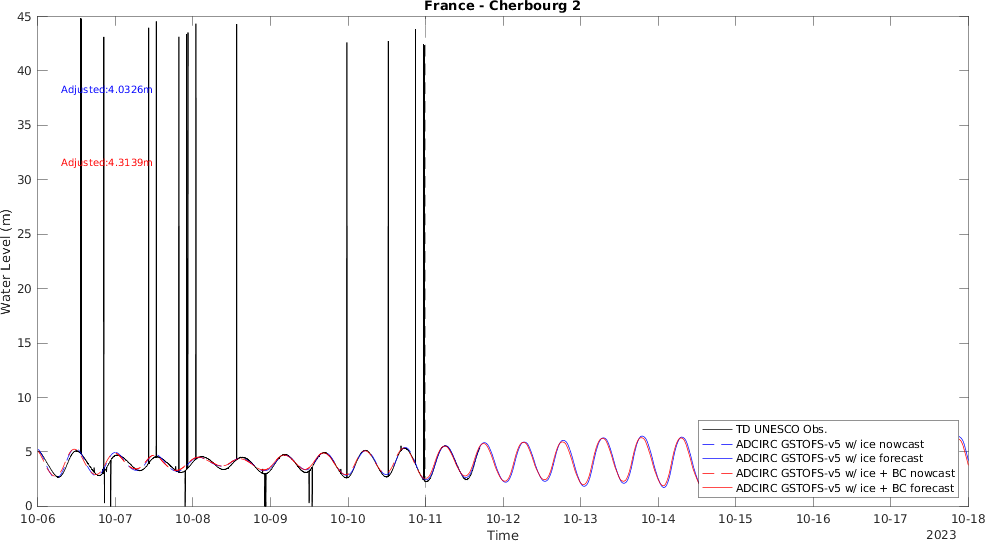 France - Cherbourg 2
45
40
35
30
25
20
15
10
5
0
Water Level (m)
Adjusted:4.0326m
Adjusted:4.3139m
TD UNESCO Obs.
ADCIRC GSTOFS-v5 w/ ice nowcast
ADCIRC GSTOFS-v5 w/ ice forecast
ADCIRC GSTOFS-v5 w/ ice + BC nowcast
ADCIRC GSTOFS-v5 w/ ice + BC forecast
10-06 10-07 10-08 10-09 10-10 10-11 10-12 10-13 10-14 10-15 10-16 10-17 10-18
Time
2023